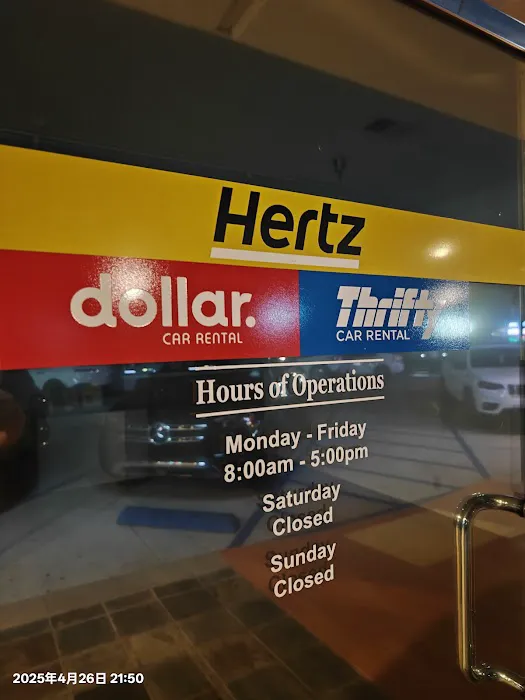 Hertz
dollar.
CAR RENTAL
Thrifty
CAR RENTAL
Hours of Operations
Monday - Friday
8:00am - 5:00pm
Saturday
Closed
Sunday
Closed
2025年4月26日 21:50